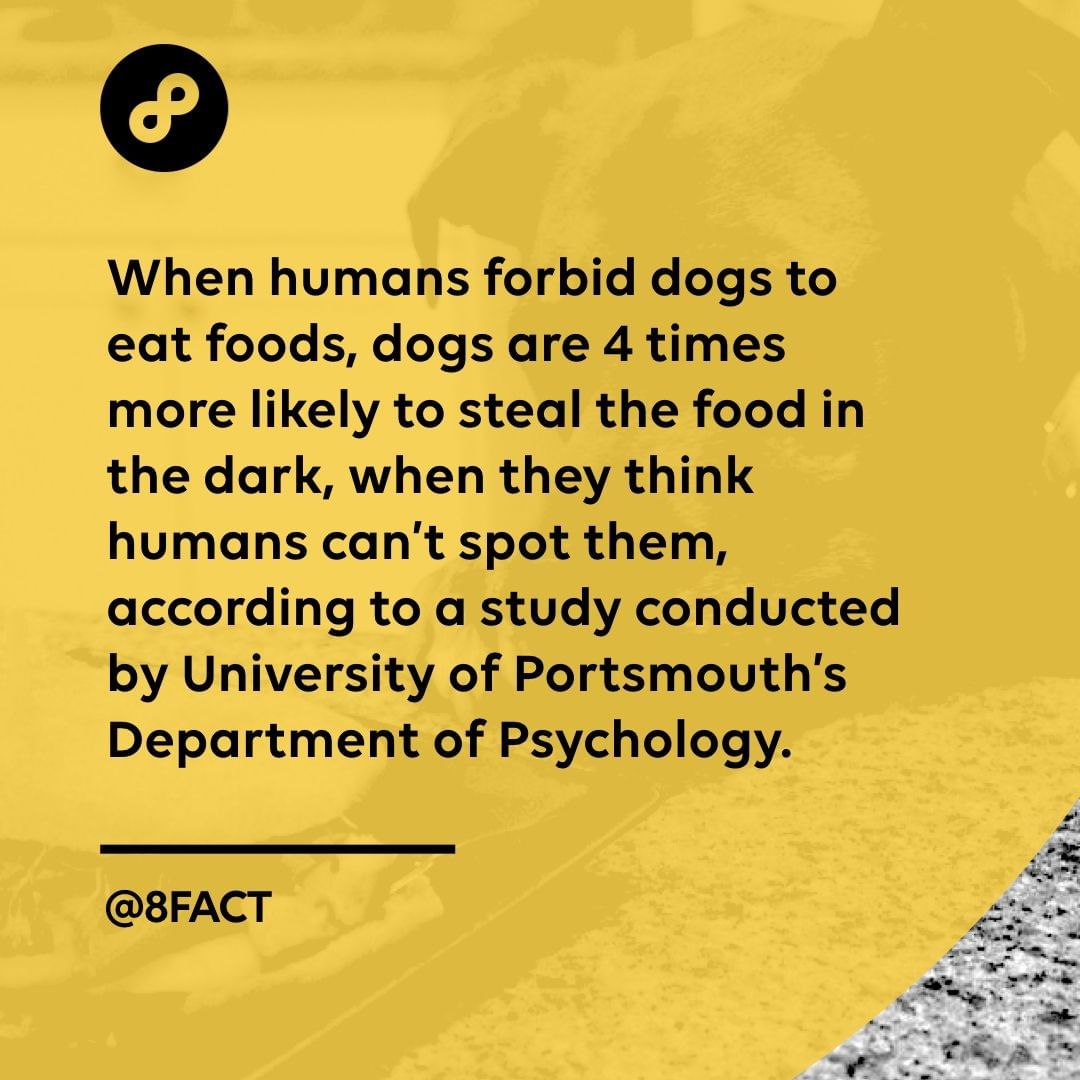 When humans forbid dogs to
eat foods, dogs are 4 times
more likely to steal the food in
the dark, when they think
humans can't spot them,
according to a study conducted
by University of Portsmouth's
Department of Psychology.
@8FACT